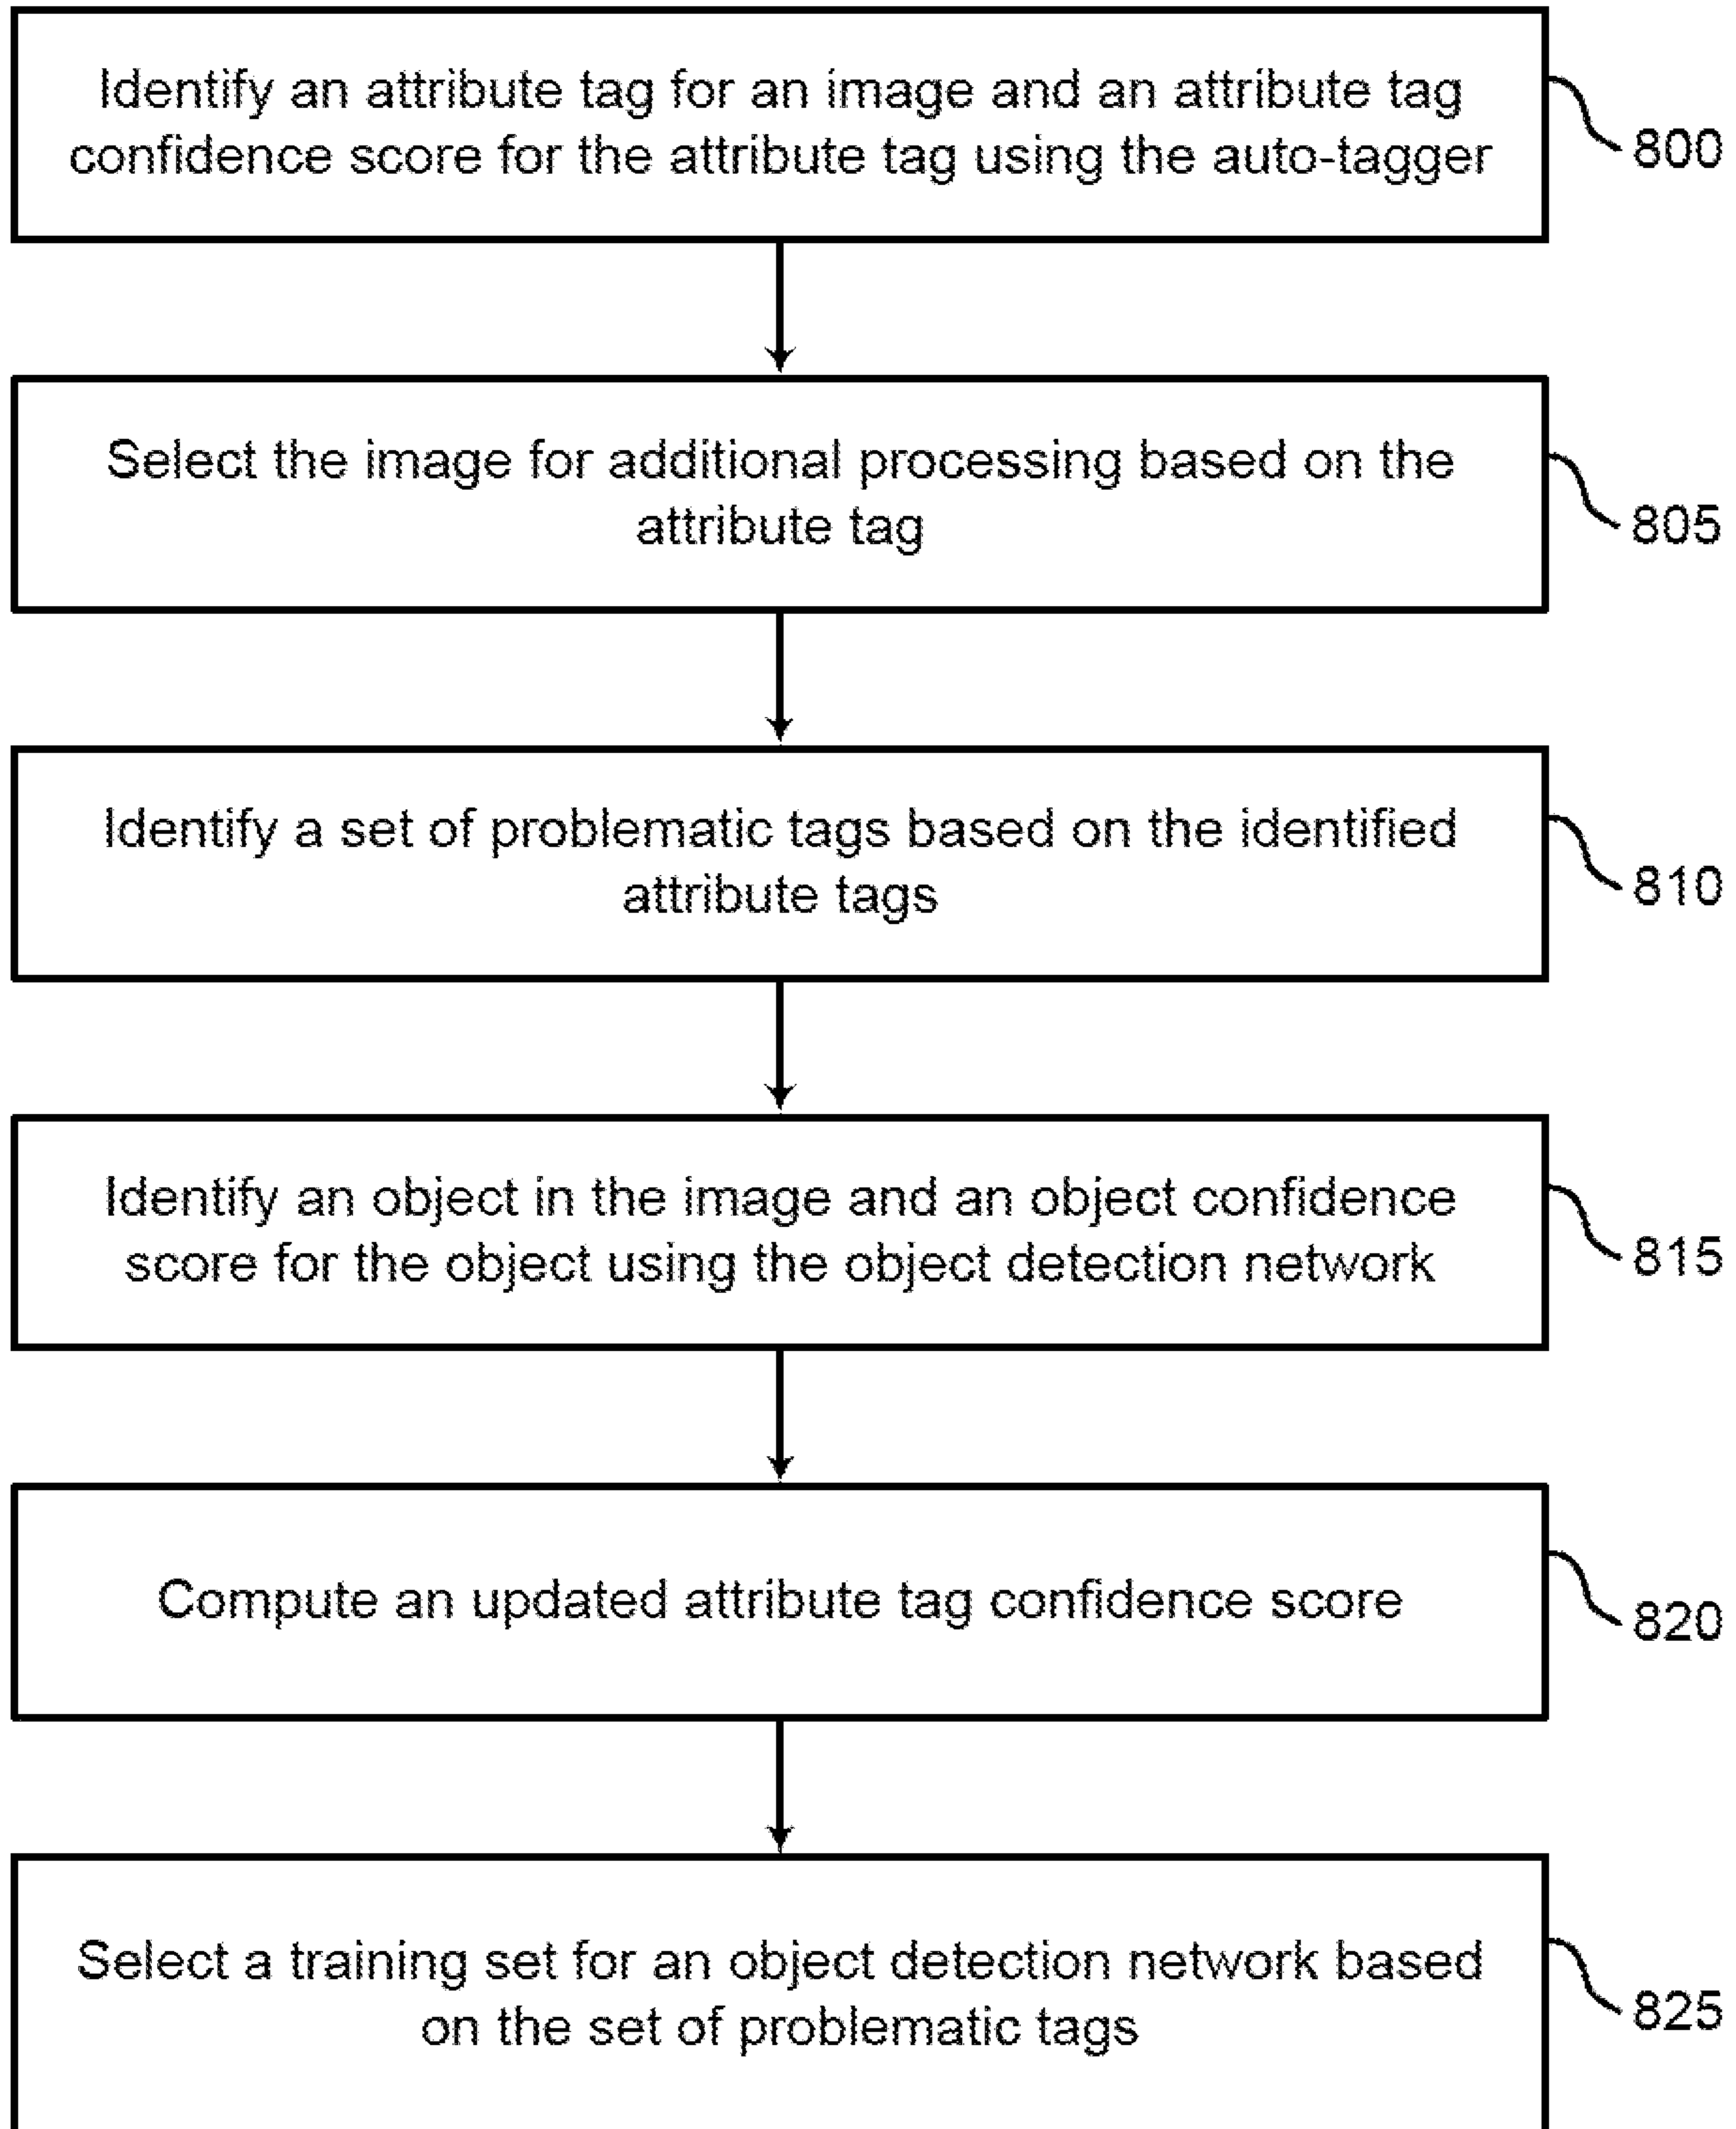 Identify an attribute tag for an image and an attribute tag
confidence score for the attribute tag using the auto-tagger
800
Select the image for additional processing based on the
attribute tag
805
Identify a set of problematic tags based on the identified
attribute tags
810
Identify an object in the image and an object confidence
score for the object using the object detection network
815
Compute an updated attribute tag confidence score
820
Select a training set for an object detection network based
on the set of problematic tags
825